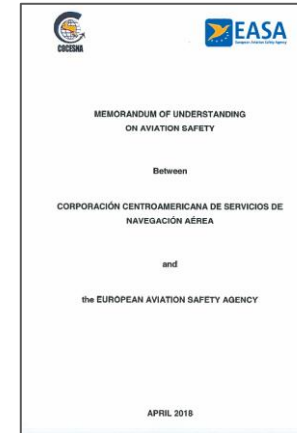 COCESNA
EASA
European Aviation Safety Agency
MEMORANDUM OF UNDERSTANDING
ON AVIATION SAFETY
Between
CORPORACIÓN CENTROAMERICANA DE SERVICIOS DE
NAVEGACIÓN AÉREA
and
the EUROPEAN AVIATION SAFETY AGENCY
APRIL 2018